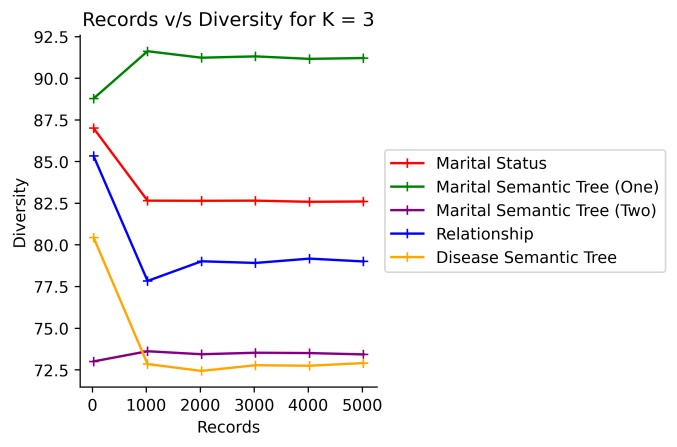 Records v/s Diversity for K = 3
92.5
90.0
87.5
85.0
82.5
80.0
77.5
75.0
72.5
Diversity
0 1000 2000 3000 4000 5000
Records
Marital Status
Marital Semantic Tree (One)
Marital Semantic Tree (Two)
Relationship
Disease Semantic Tree